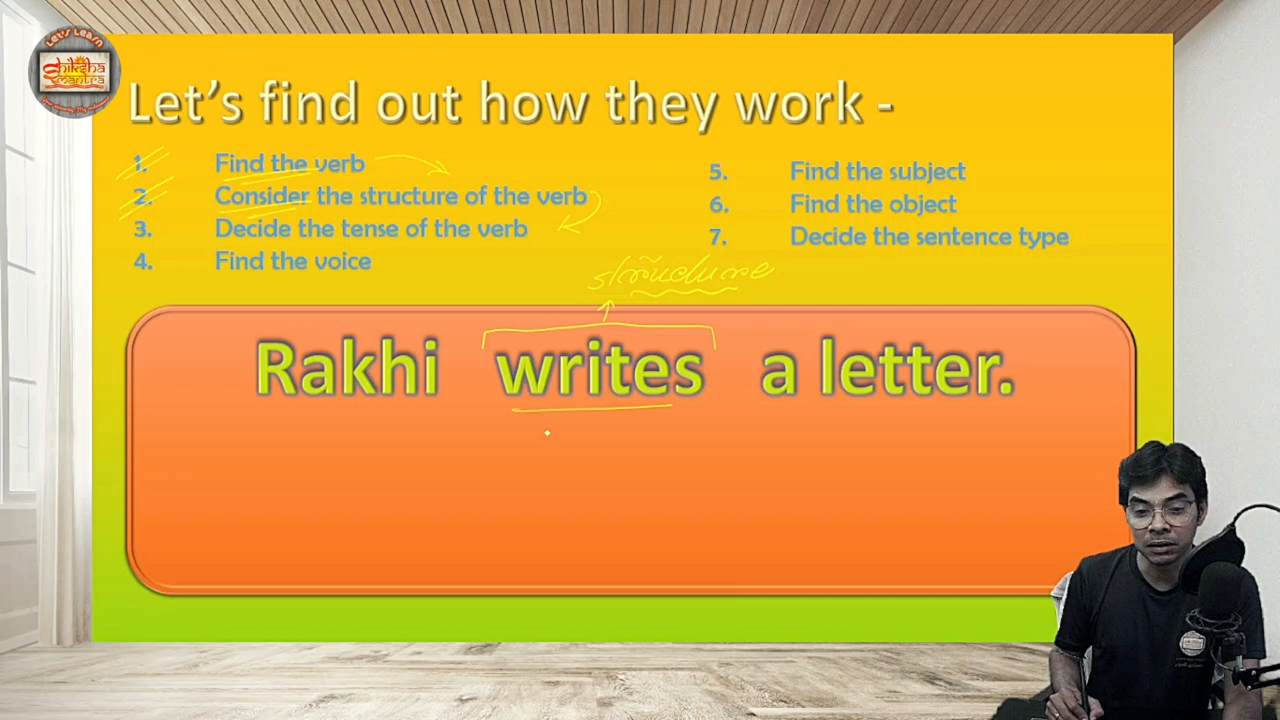 Let's Learn
Shiksha
mantra
Let's find out how they work -
1. Find the verb
2. Consider the structure of the verb
3. Decide the tense of the verb
4. Find the voice
5. Find the subject
6. Find the object
7. Decide the sentence type
structure
Rakhi writes a letter.